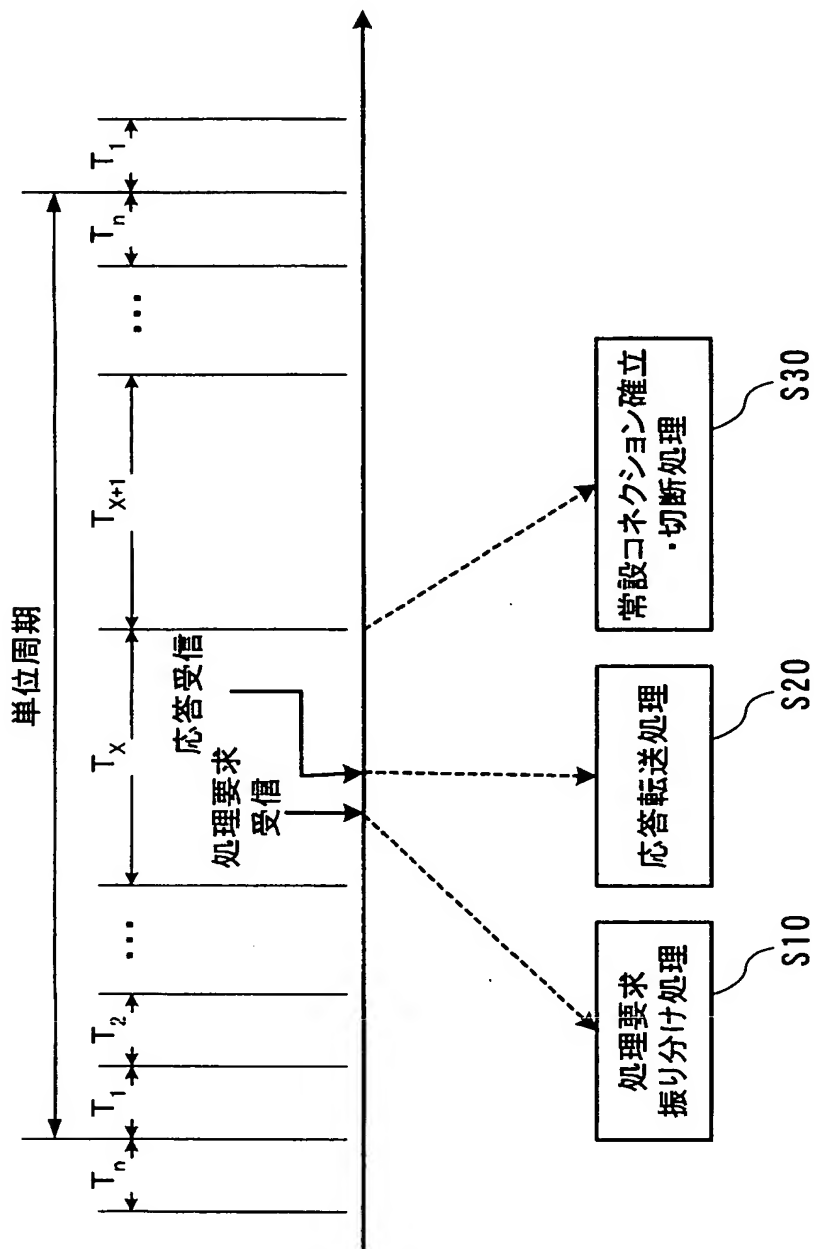 単位周期
Tn
T1
T2
...
TX
TX+1
...
Tn
T1
処理要求
受信
応答受信
処理要求
振り分け処理
S10
応答転送処理
S20
常設コネクション確立
・切断処理
S30